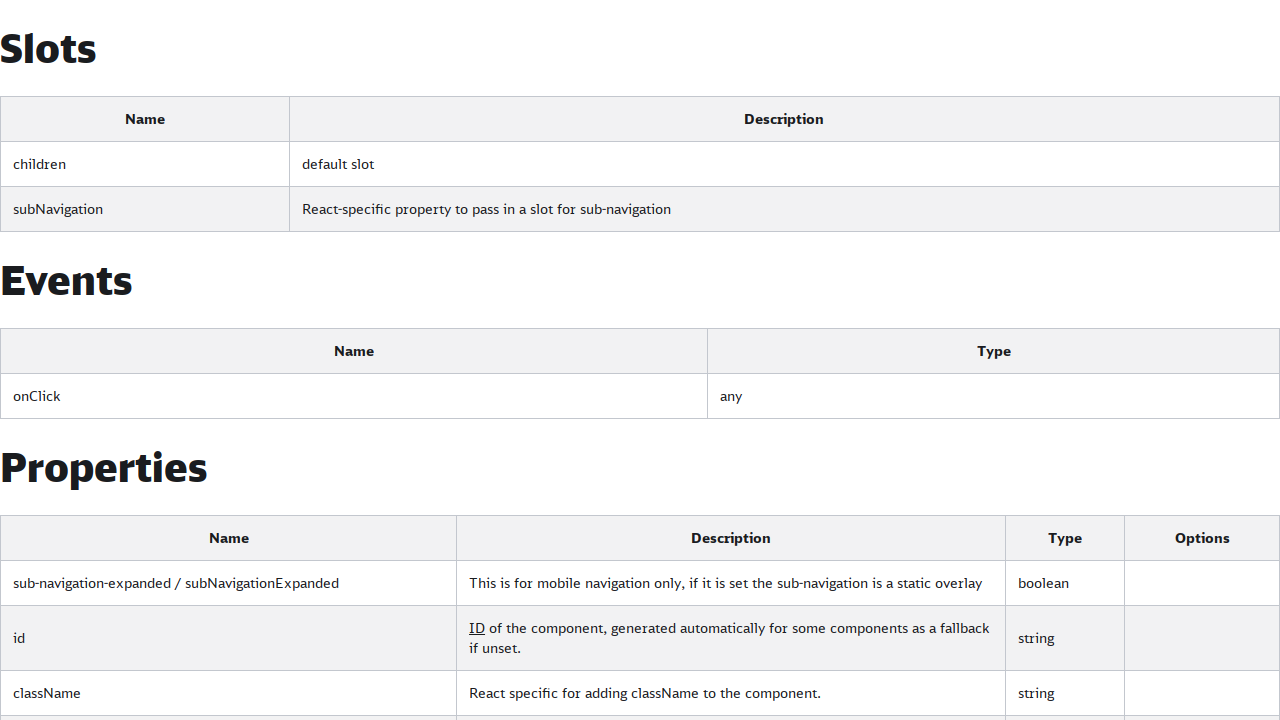 Slots
Name Description
children default slot
subNavigation React-specific property to pass in a slot for sub-navigation
Events
Name Type
onClick any
Properties
Name Description Type Options
sub-navigation-expanded / subNavigationExpanded This is for mobile navigation only, if it is set the sub-navigation is a static overlay boolean
id ID of the component, generated automatically for some components as a fallback if unset. string
className React specific for adding className to the component. string